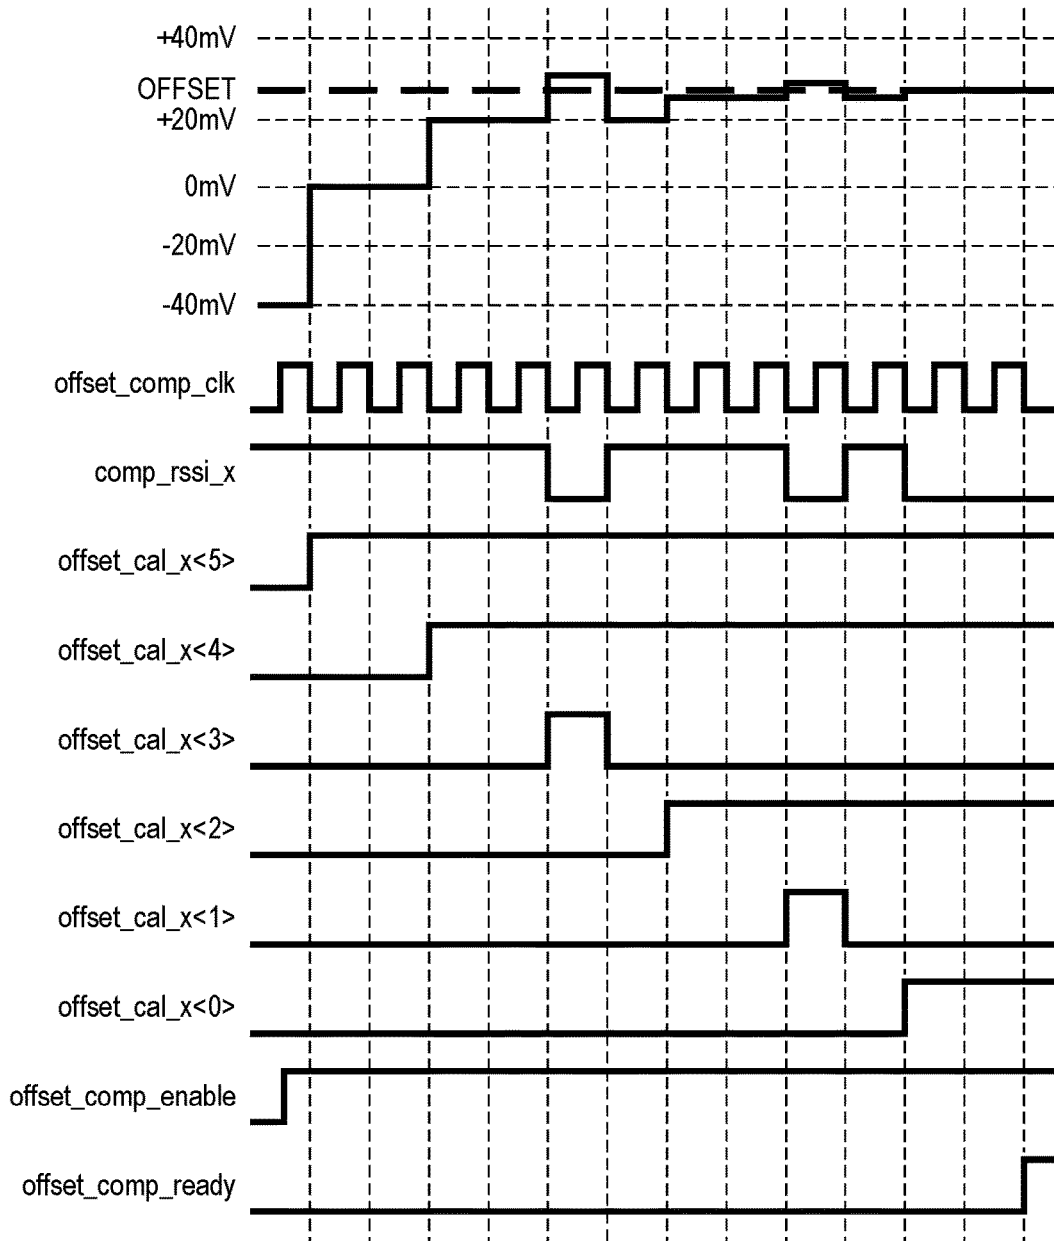 +40mV
OFFSET
+20mV
0mV
-20mV
-40mV
offset_comp_clk
comp_rssi_x
offset_cal_x<5>
offset_cal_x<4>
offset_cal_x<3>
offset_cal_x<2>
offset_cal_x<1>
offset_cal_x<0>
offset_comp_enable
offset_comp_ready